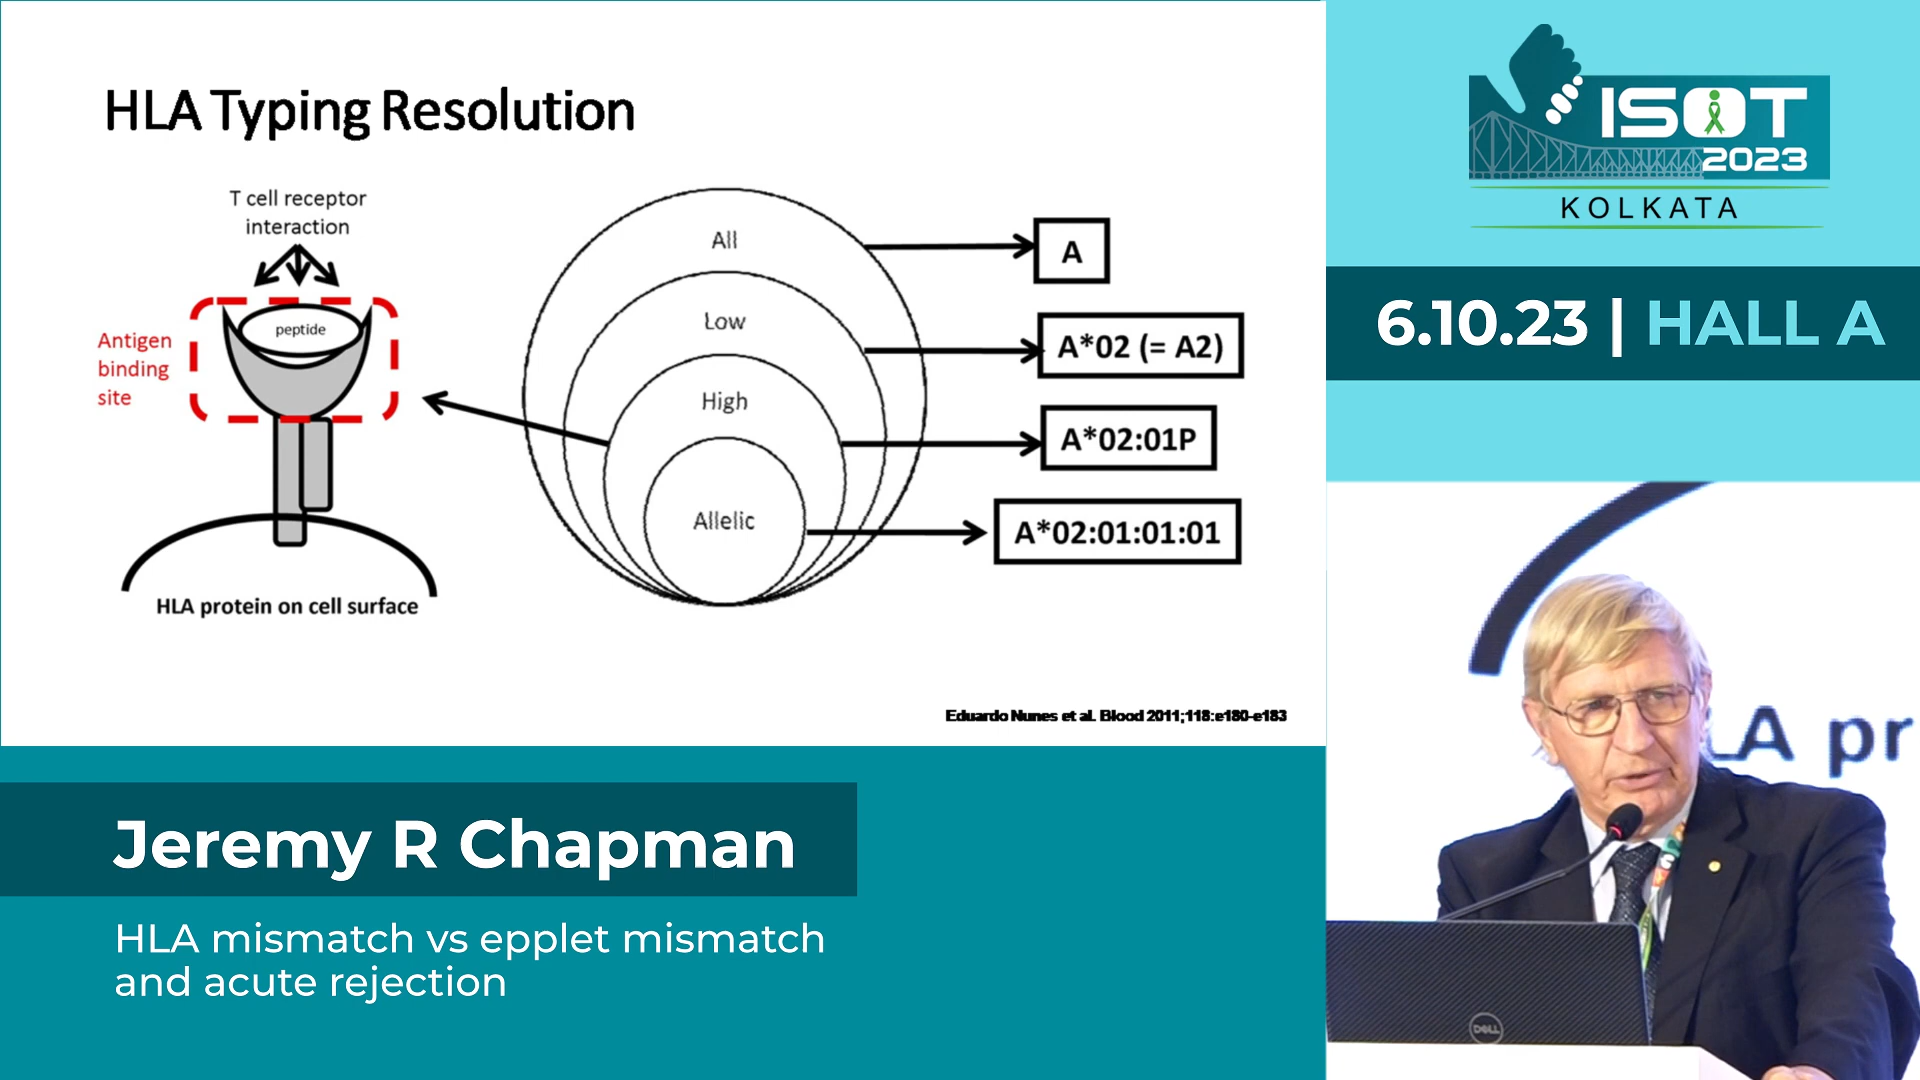 HLA Typing Resolution
T cell receptor
interaction
peptide
Antigen
binding
site
HLA protein on cell surface
All
Low
High
Allelic
A
A*02 (= A2)
A*02:01P
A*02:01:01:01
Eduardo Nunes et al. Blood 2011;118:e180-e183
ISOT
2023
KOLKATA
6.10.23 | HALL A
LA pr
DELL
Jeremy R Chapman
HLA mismatch vs epplet mismatch
and acute rejection